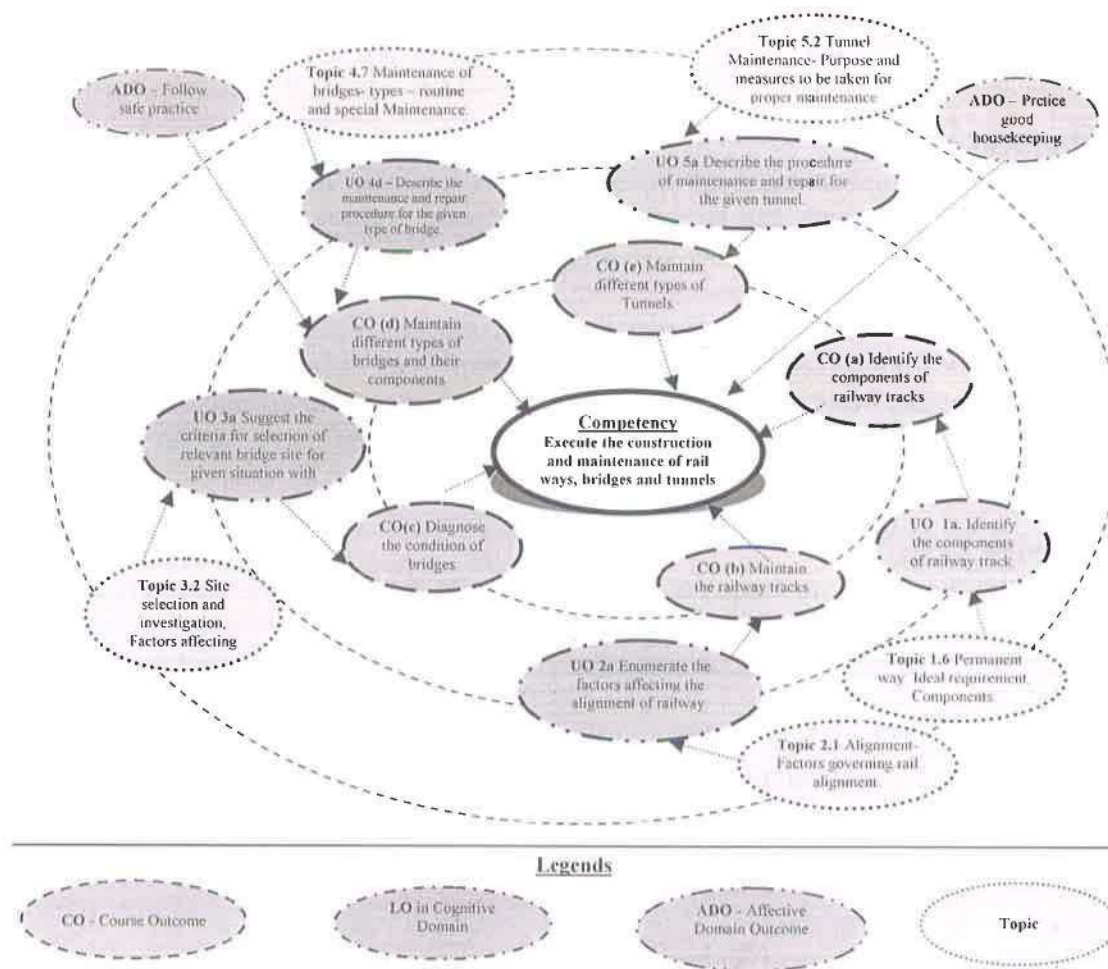 Topic 4.7 Maintenance of
bridges- types – routine
and special Maintenance.
Topic 5.2 Tunnel
Maintenance- Purpose and
measures to be taken for
proper maintenance
ADO – Follow
safe practice
ADO – Prctice
good
housekeeping
UO 4d – Describe the
maintenance and repair
procedure for the given
type of bridge.
UO 5a Describe the procedure
of maintenance and repair for
the given tunnel.
CO (e) Maintain
different types of
Tunnels.
CO (d) Maintain
different types of
bridges and their
components
CO (a) Identify the
components of
railway tracks
UO 3a Suggest the
criteria for selection of
relevant bridge site for
given situation with
Competency
Execute the construction
and maintenance of rail
ways, bridges and tunnels
CO(c) Diagnose
the condition of
bridges
CO (b) Maintain
the railway tracks
UO 1a. Identify
the components
of railway track.
Topic 3.2 Site
selection and
investigation,
Factors affecting
UO 2a Enumerate the
factors affecting the
alignment of railway
Topic 1.6 Permanent
way Ideal requirement,
Components.
Topic 2.1 Alignment-
Factors governing rail
alignment.
Legends
CO - Course Outcome
LO in Cognitive
Domain
ADO - Affective
Domain Outcome
Topic